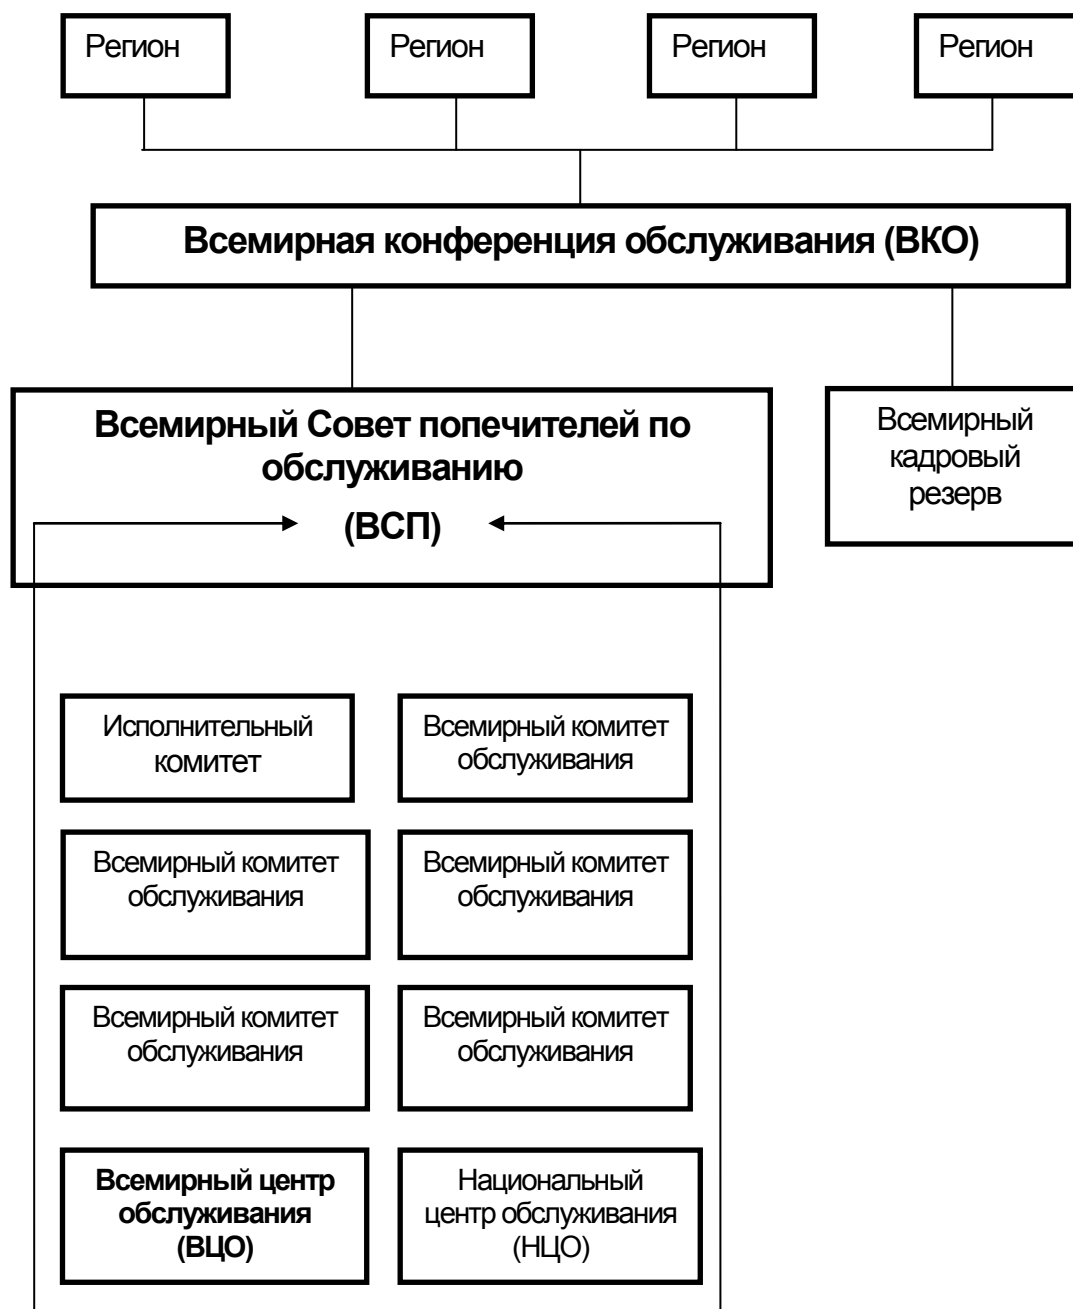 Регион
Регион
Регион
Регион
Всемирная конференция обслуживания (ВКО)
Всемирный Совет попечителей по
обслуживанию
(ВСП)
Всемирный
кадровый
резерв
Исполнительный
комитет
Всемирный комитет
обслуживания
Всемирный комитет
обслуживания
Всемирный комитет
обслуживания
Всемирный комитет
обслуживания
Всемирный комитет
обслуживания
Всемирный центр
обслуживания
(ВЦО)
Национальный
центр обслуживания
(НЦО)